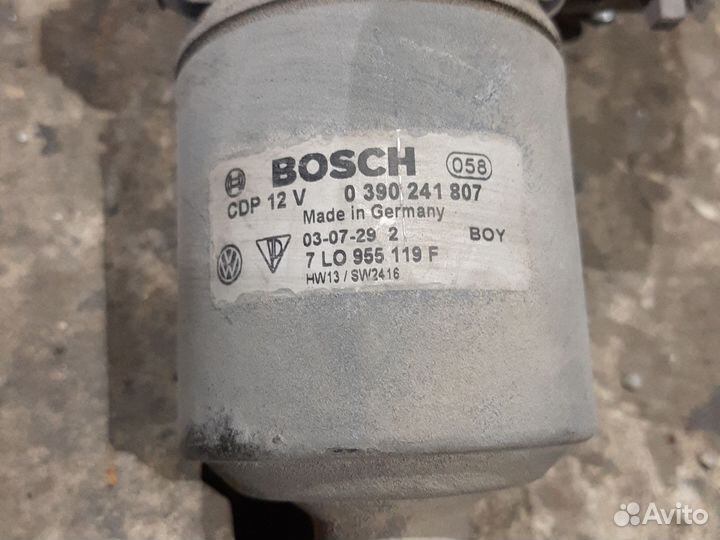 BOSCH 058
CDP 12 V 0 390 241 807
Made in Germany
03-07-29 2 BOY
7 L0 955 119 F
HW13 / SW2416
Avito